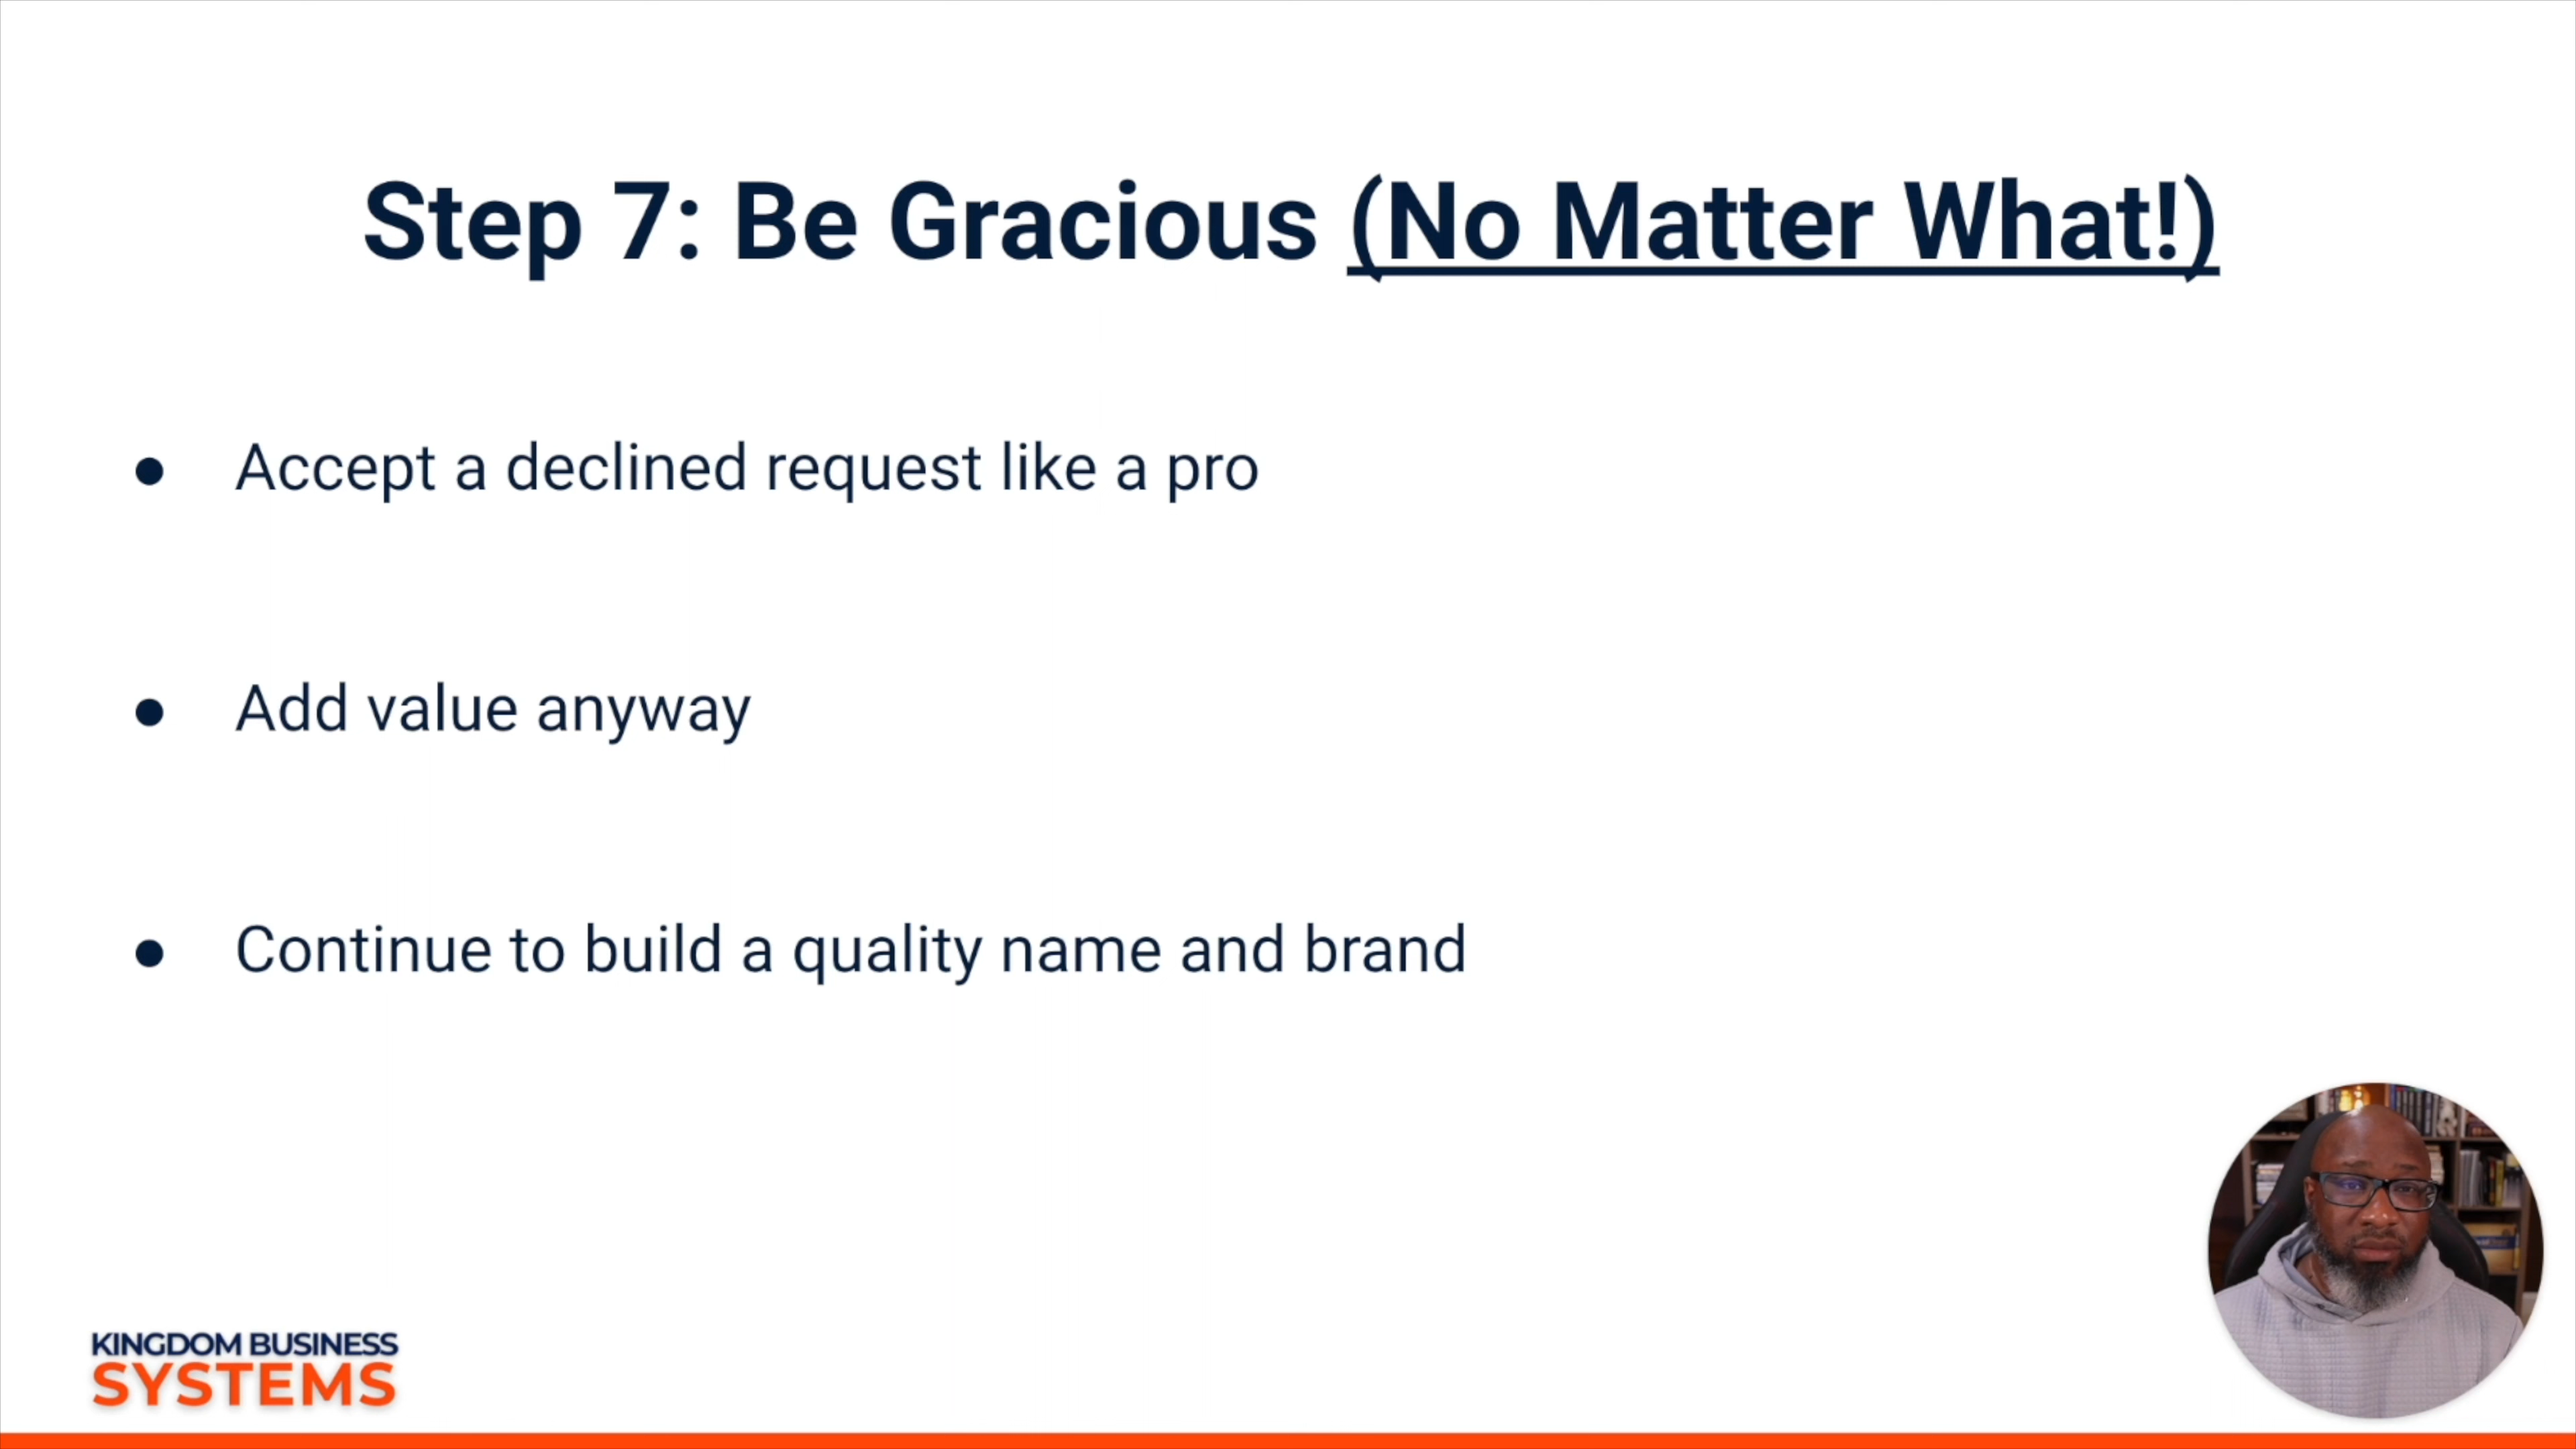 Step 7: Be Gracious (No Matter What!)
● Accept a declined request like a pro
● Add value anyway
● Continue to build a quality name and brand
KINGDOM BUSINESS
SYSTEMS